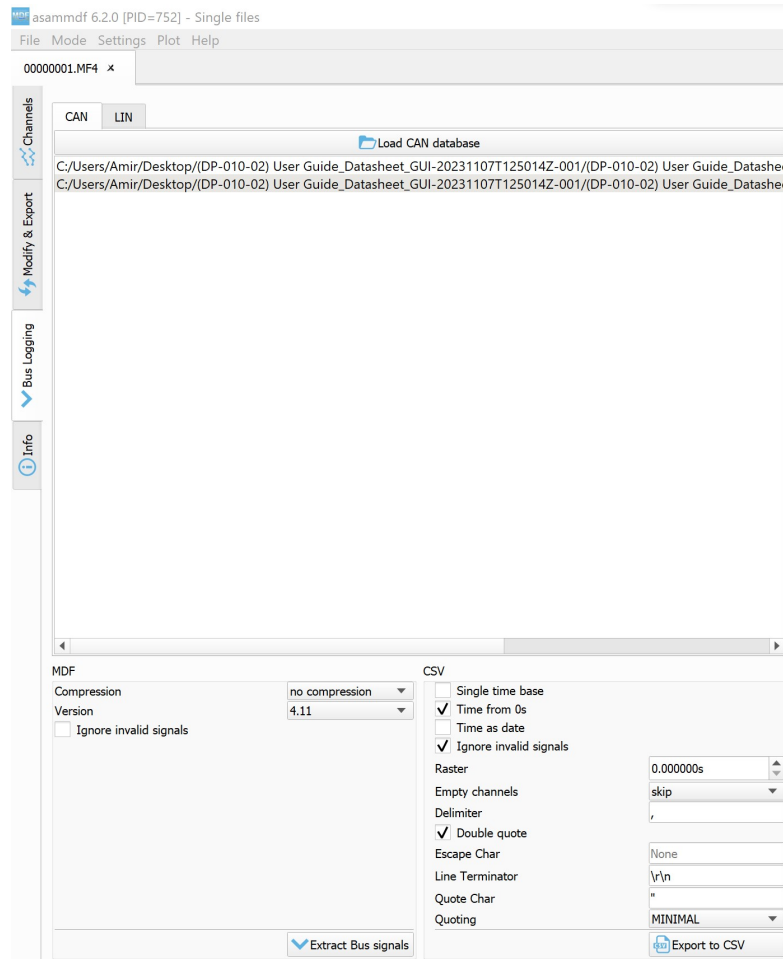 MDF asammdf 6.2.0 [PID=752] - Single files
File Mode Settings Plot Help
00000001.MF4
Channels
Modify & Export
Bus Logging
Info
CAN LIN
Load CAN database
C:/Users/Amir/Desktop/(DP-010-02) User Guide_Datasheet_GUI-20231107T125014Z-001/(DP-010-02) User Guide_Datashee
C:/Users/Amir/Desktop/(DP-010-02) User Guide_Datasheet_GUI-20231107T125014Z-001/(DP-010-02) User Guide_Datashee
MDF
Compression no compression
Version 4.11
Ignore invalid signals
Extract Bus signals
CSV
Single time base
Time from 0s
Time as date
Ignore invalid signals
Raster 0.000000s
Empty channels skip
Delimiter ,
Double quote
Escape Char None
Line Terminator \r\n
Quote Char "
Quoting MINIMAL
CSV Export to CSV